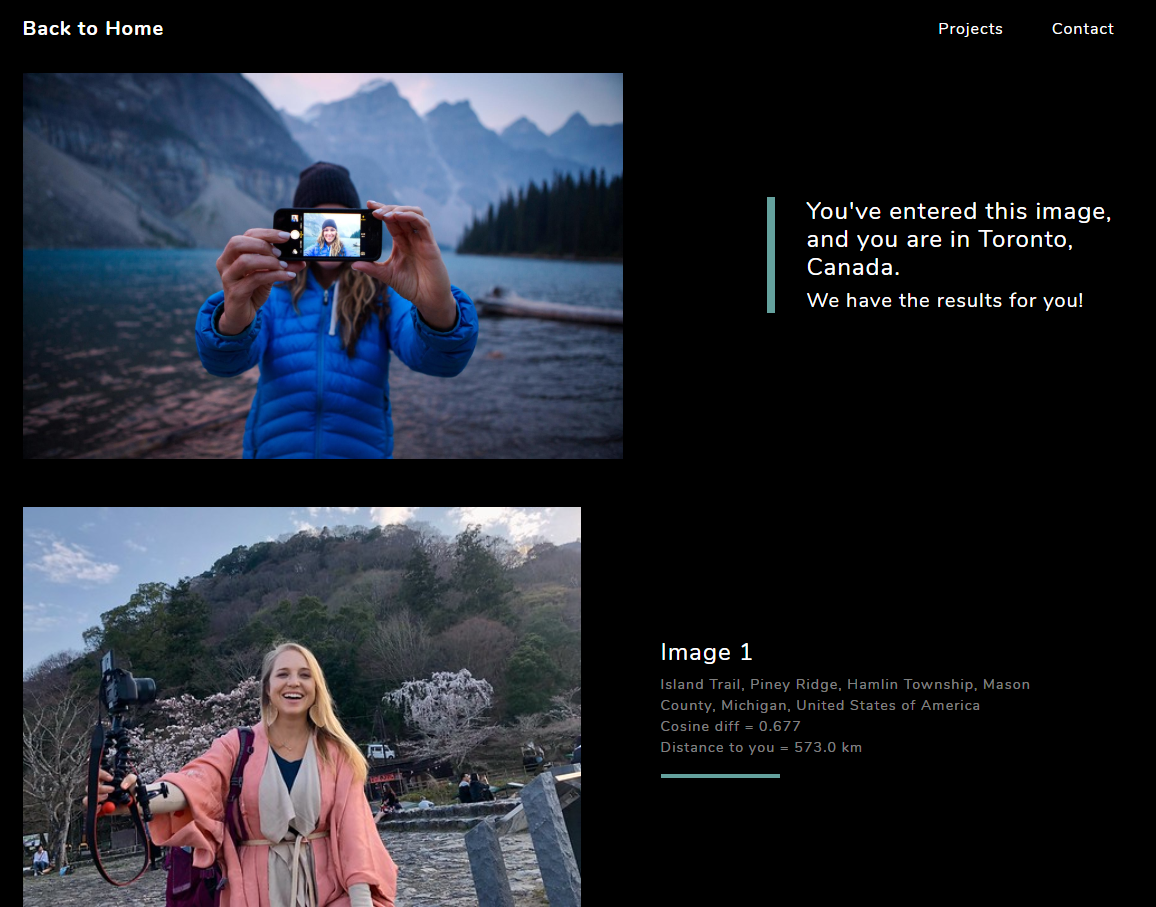 Back to Home
Projects
Contact
You've entered this image,
and you are in Toronto,
Canada.
We have the results for you!
Image 1
Island Trail, Piney Ridge, Hamlin Township, Mason
County, Michigan, United States of America
Cosine diff = 0.677
Distance to you = 573.0 km